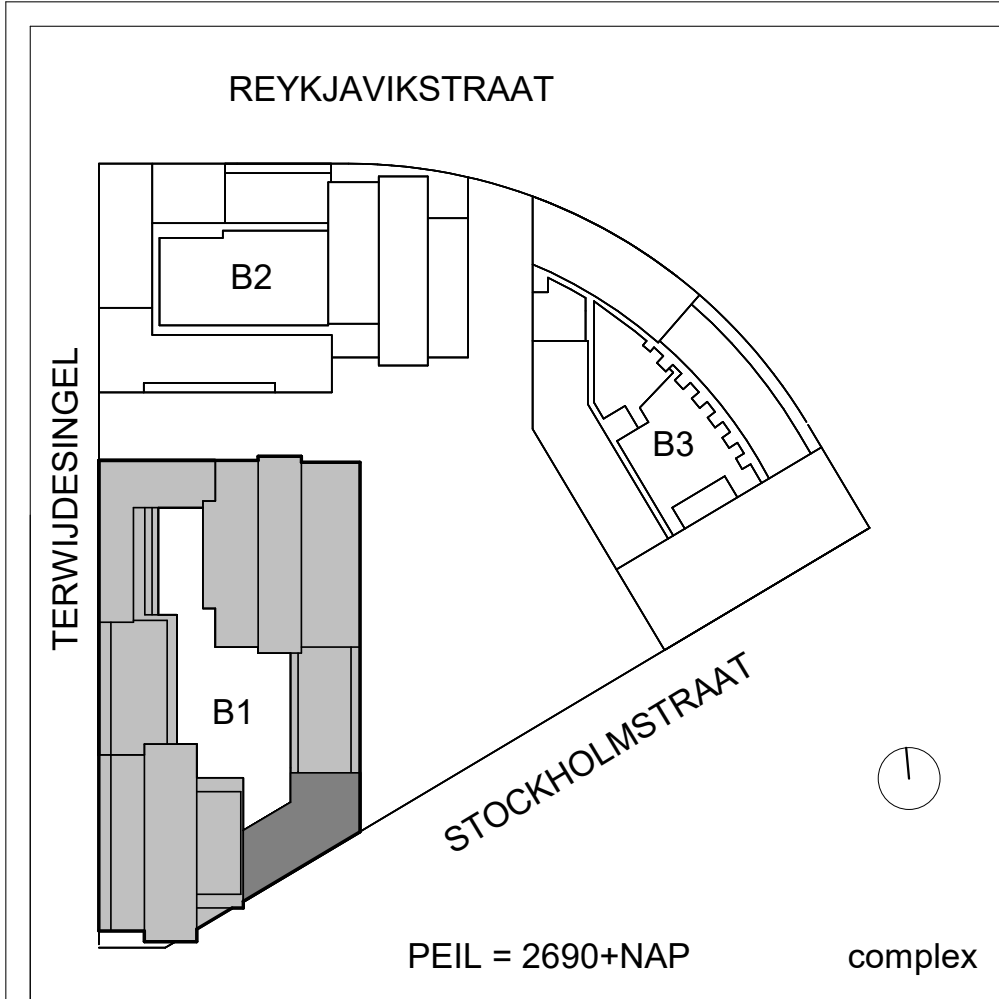 REYKJAVIKSTRAAT
B2
TERWIJDESINGEL
B3
B1
STOCKHOLMSTRAAT
PEIL = 2690+NAP
complex